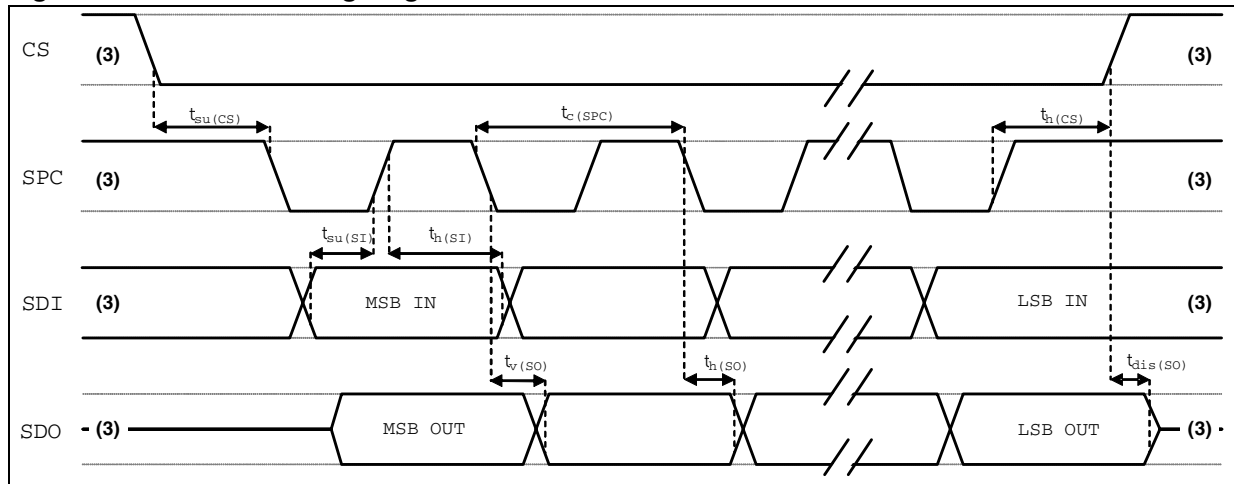 CS (3) (3)
t_su(CS) t_c(SPC) t_h(CS)
SPC (3) (3)
t_su(SI) t_h(SI)
SDI (3) MSB IN LSB IN (3)
t_v(SO) t_h(SO) t_dis(SO)
SDO (3) MSB OUT LSB OUT (3)